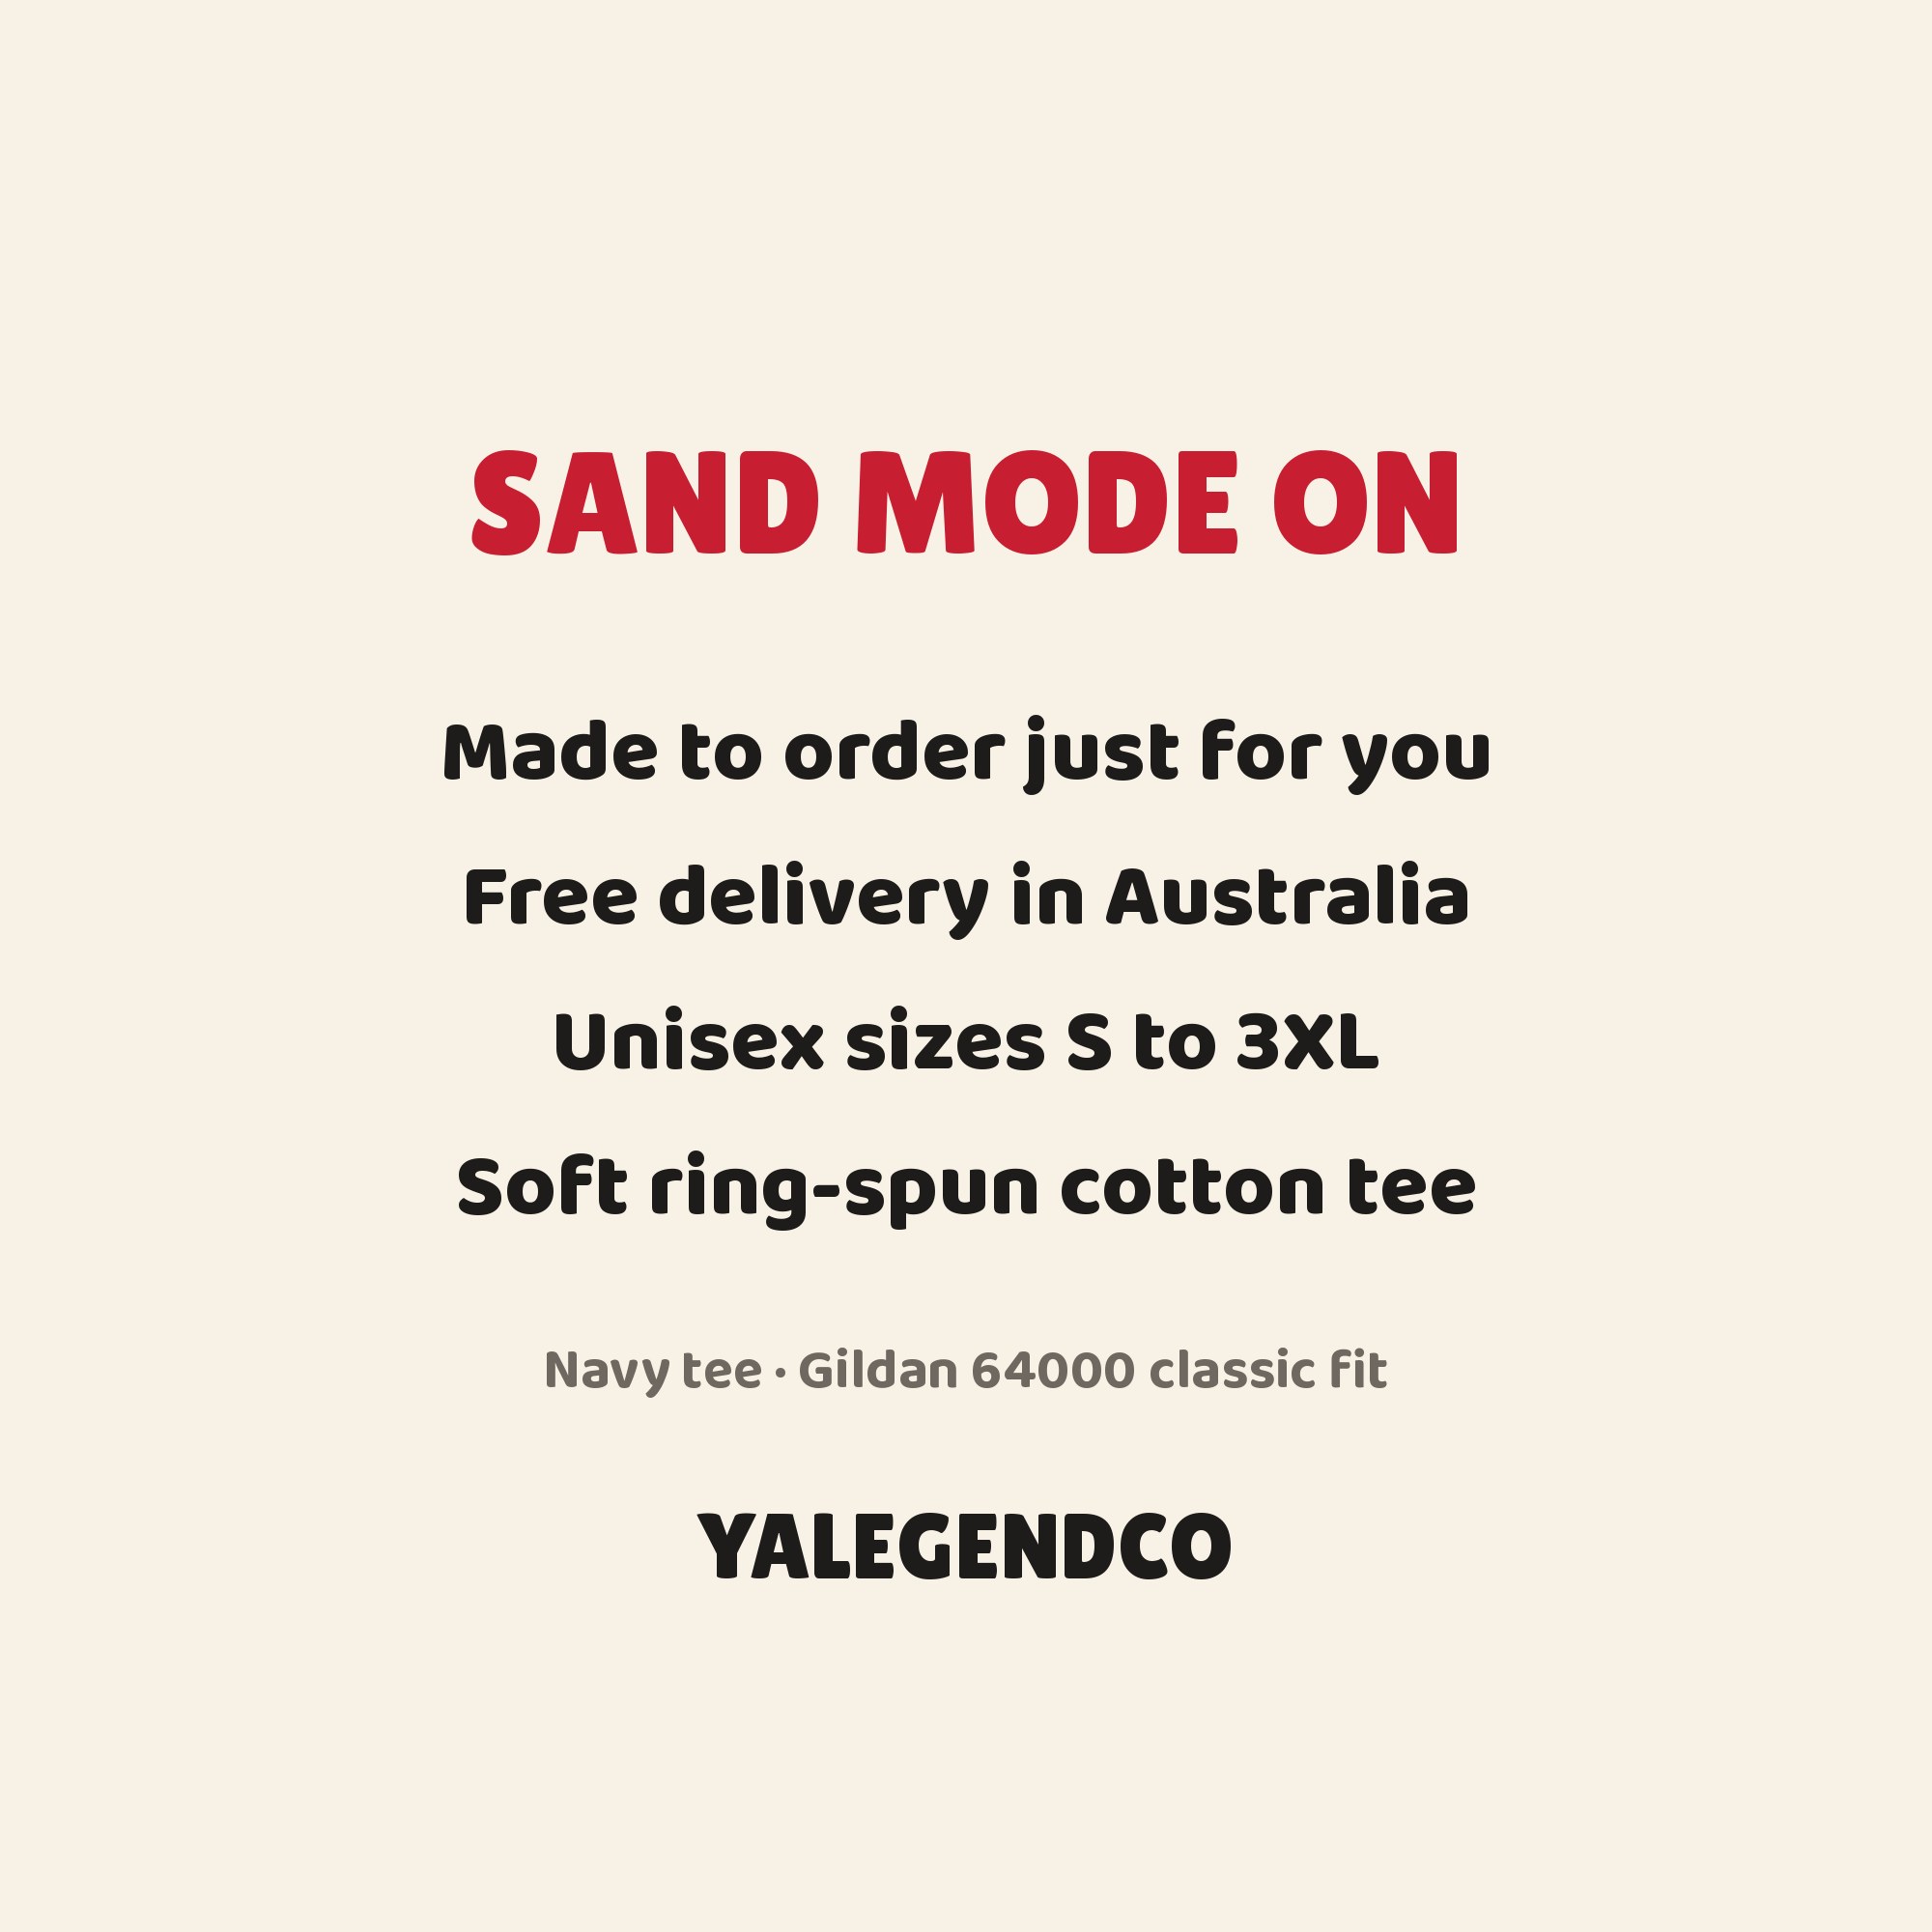 SAND MODE ON
Made to order just for you
Free delivery in Australia
Unisex sizes S to 3XL
Soft ring-spun cotton tee
Navy tee · Gildan 64000 classic fit
YALEGENDCO